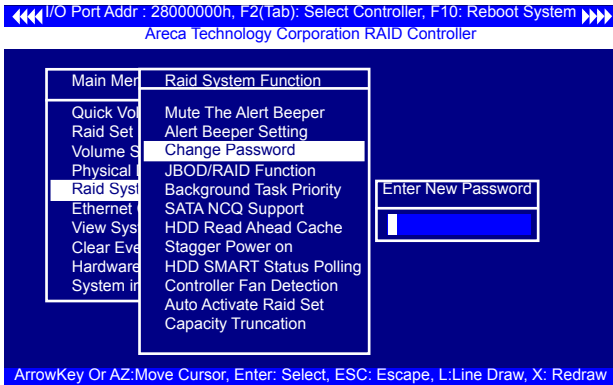 I/O Port Addr : 28000000h, F2(Tab): Select Controller, F10: Reboot System
Areca Technology Corporation RAID Controller
Main Men
Quick Vol
Raid Set
Volume S
Physical
Raid Syst
Ethernet
View Sys
Clear Eve
Hardware
System in
Raid System Function
Mute The Alert Beeper
Alert Beeper Setting
Change Password
JBOD/RAID Function
Background Task Priority
SATA NCQ Support
HDD Read Ahead Cache
Stagger Power on
HDD SMART Status Polling
Controller Fan Detection
Auto Activate Raid Set
Capacity Truncation
Enter New Password
ArrowKey Or AZ:Move Cursor, Enter: Select, ESC: Escape, L:Line Draw, X: Redraw